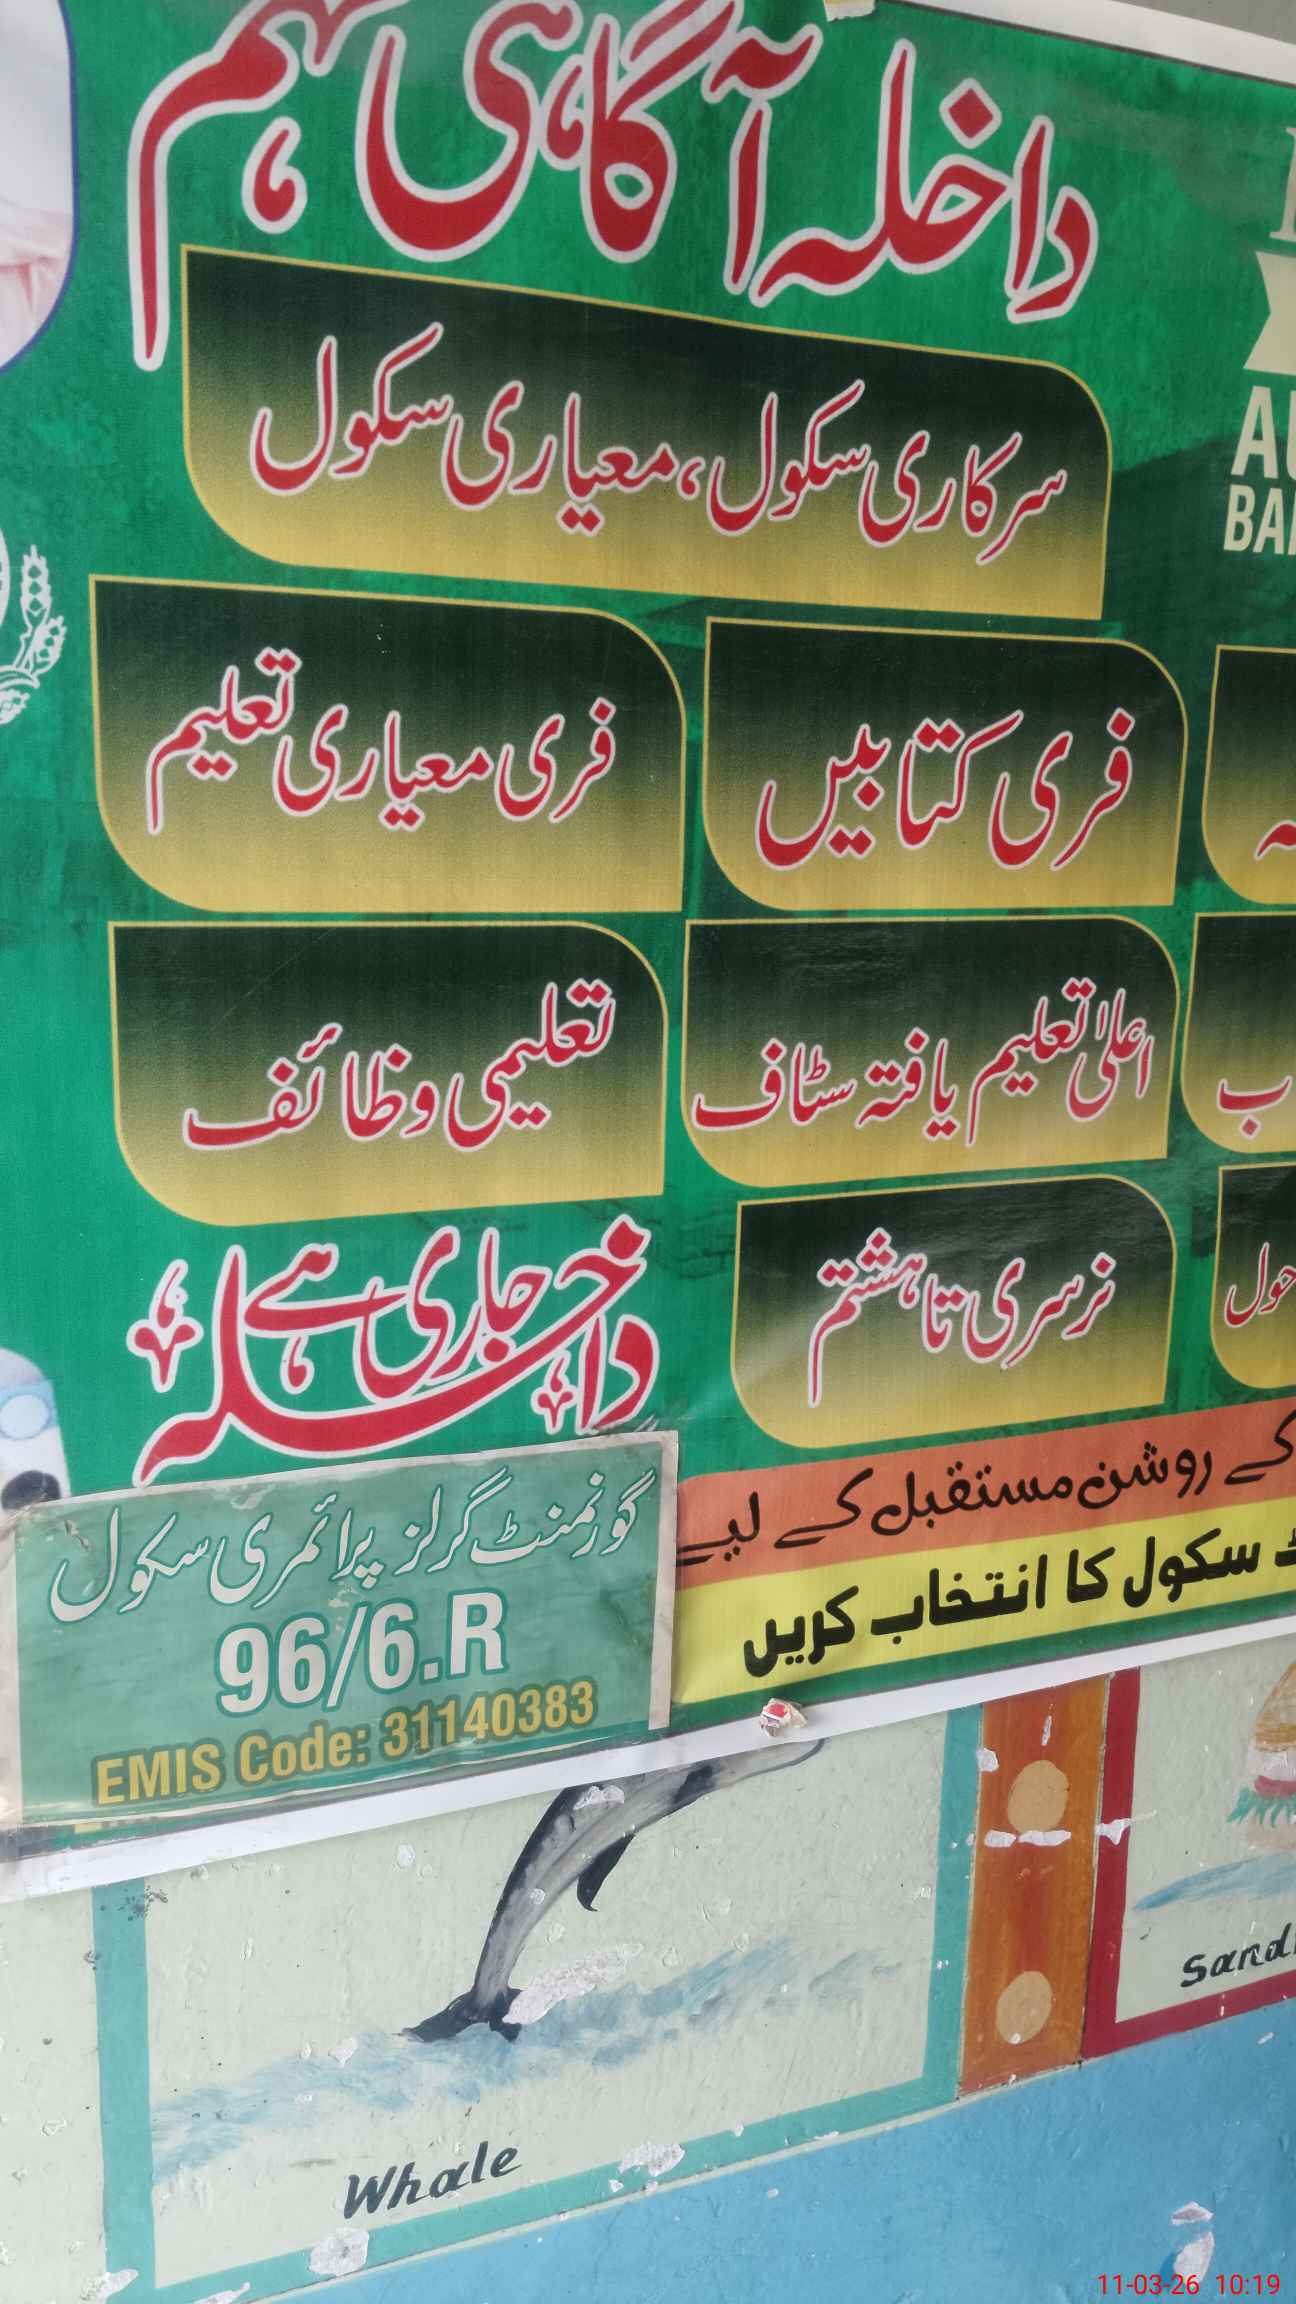 داخلہ آگاہی مہم
سرکاری سکول، معیاری سکول
فری کتابیں
فری معیاری تعلیم
اعلیٰ تعلیم یافتہ سٹاف
تعلیمی وظائف
نرسری تا ہشتم
داخلہ جاری ہے
کے روشن مستقبل کے لیے
سکول کا انتخاب کریں
گورنمنٹ گرلز پرائمری سکول
96/6.R
EMIS Code: 31140383
Whale
11-03-26 10:19